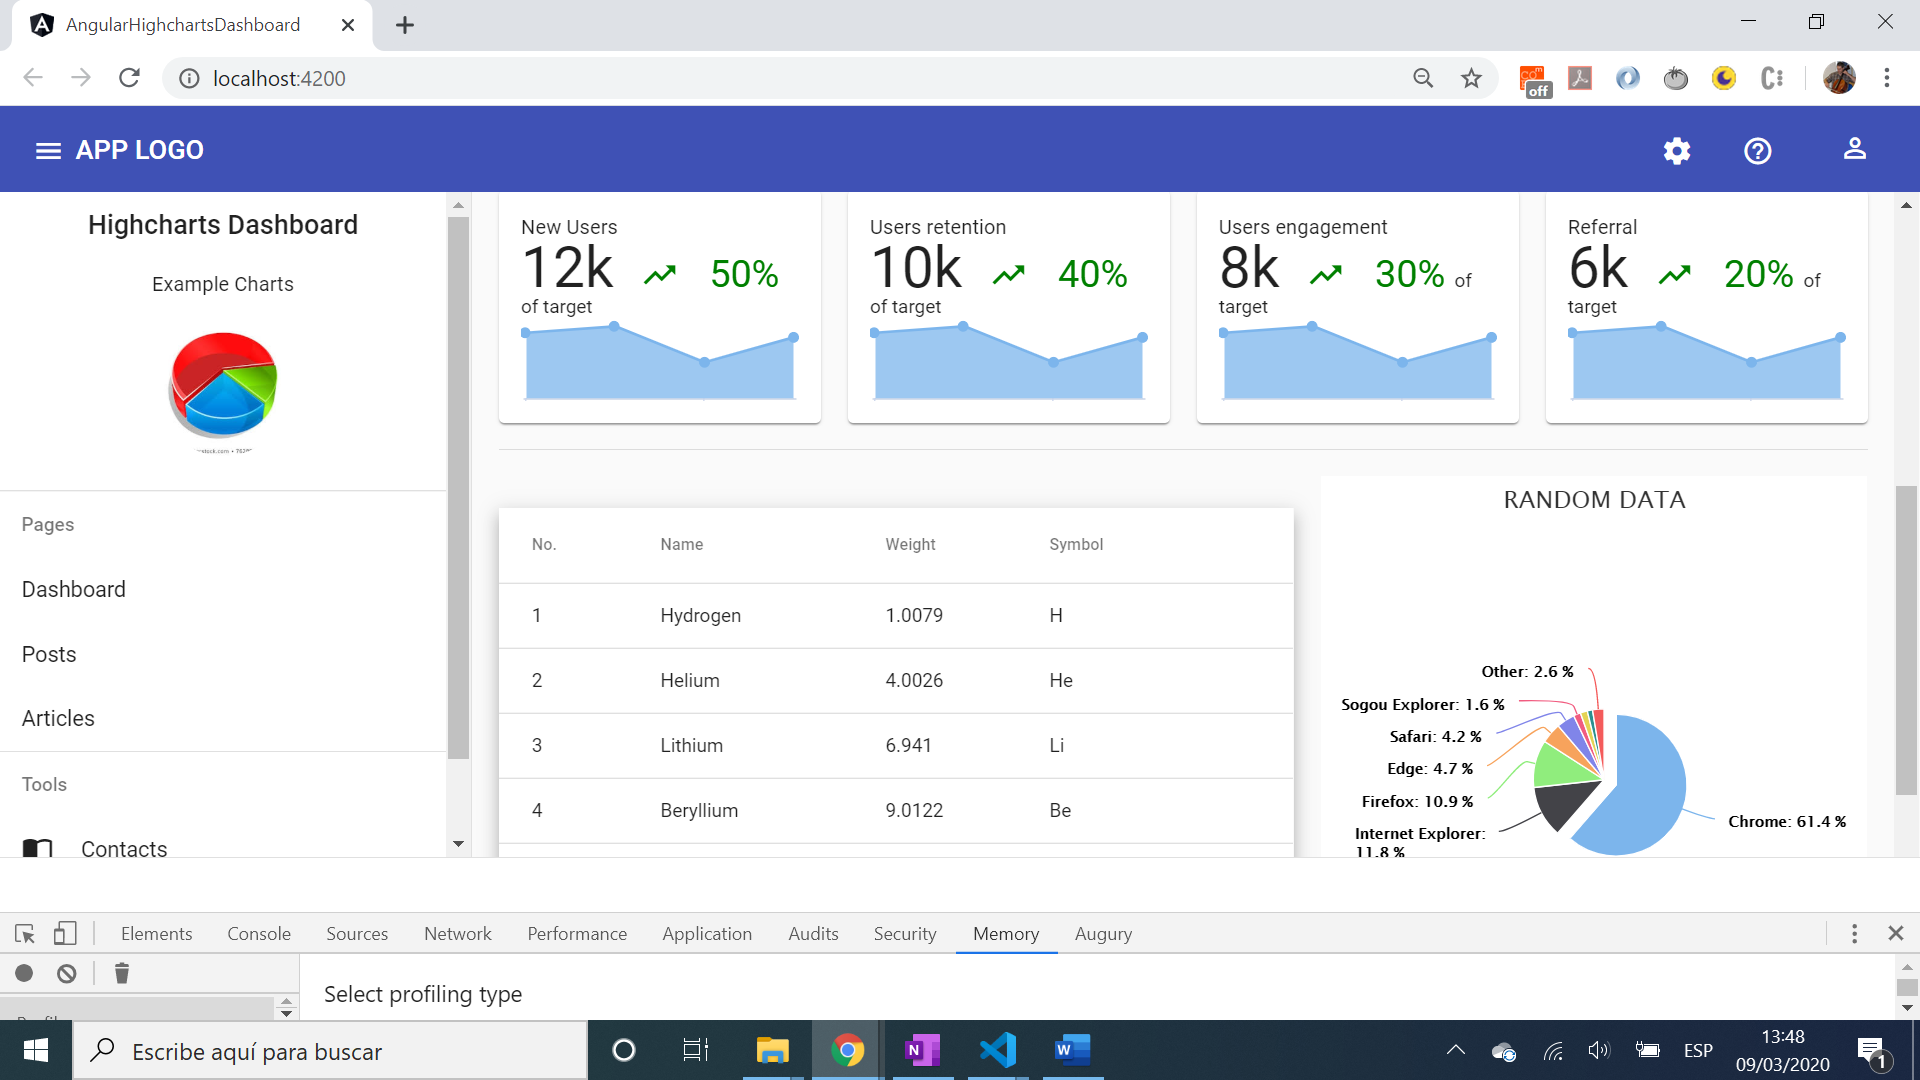 AngularHighchartsDashboard
localhost:4200
off
APP LOGO
Highcharts Dashboard
Example Charts
Pages
Dashboard
Posts
Articles
Tools
Contacts
New Users
12k 50%
of target
Users retention
10k 40%
of target
Users engagement
8k 30% of
target
Referral
6k 20% of
target
No. Name Weight Symbol
1 Hydrogen 1.0079 H
2 Helium 4.0026 He
3 Lithium 6.941 Li
4 Beryllium 9.0122 Be
RANDOM DATA
Other: 2.6 %
Sogou Explorer: 1.6 %
Safari: 4.2 %
Edge: 4.7 %
Firefox: 10.9 %
Internet Explorer:
11.8 %
Chrome: 61.4 %
Elements Console Sources Network Performance Application Audits Security Memory Augury
Select profiling type
Escribe aquí para buscar
ESP
13:48
09/03/2020
1